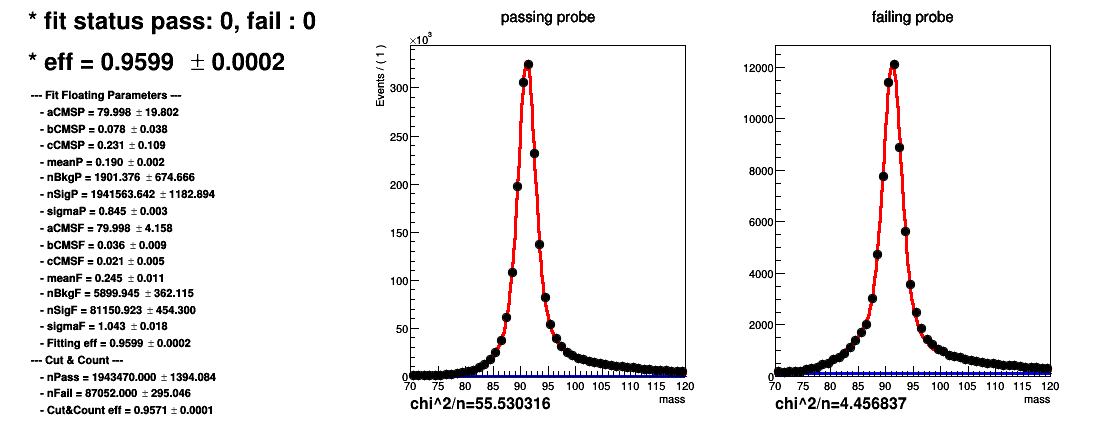 * fit status pass: 0, fail : 0
* eff = 0.9599 ± 0.0002
--- Fit Floating Parameters ---
- aCMSP = 79.998 ± 19.802
- bCMSP = 0.078 ± 0.038
- cCMSP = 0.231 ± 0.109
- meanP = 0.190 ± 0.002
- nBkgP = 1901.376 ± 674.666
- nSigP = 1941563.642 ± 1182.894
- sigmaP = 0.845 ± 0.003
- aCMSF = 79.998 ± 4.158
- bCMSF = 0.036 ± 0.009
- cCMSF = 0.021 ± 0.005
- meanF = 0.245 ± 0.011
- nBkgF = 5899.945 ± 362.115
- nSigF = 81150.923 ± 454.300
- sigmaF = 1.043 ± 0.018
- Fitting eff = 0.9599 ± 0.0002
--- Cut & Count ---
- nPass = 1943470.000 ± 1394.084
- nFail = 87052.000 ± 295.046
- Cut&Count eff = 0.9571 ± 0.0001
passing probe
×10³
Events / ( 1 )
300
250
200
150
100
50
0
70 75 80 85 90 95 100 105 110 115 120
mass
chi^2/n=55.530316
failing probe
12000
10000
8000
6000
4000
2000
0
70 75 80 85 90 95 100 105 110 115 120
mass
chi^2/n=4.456837